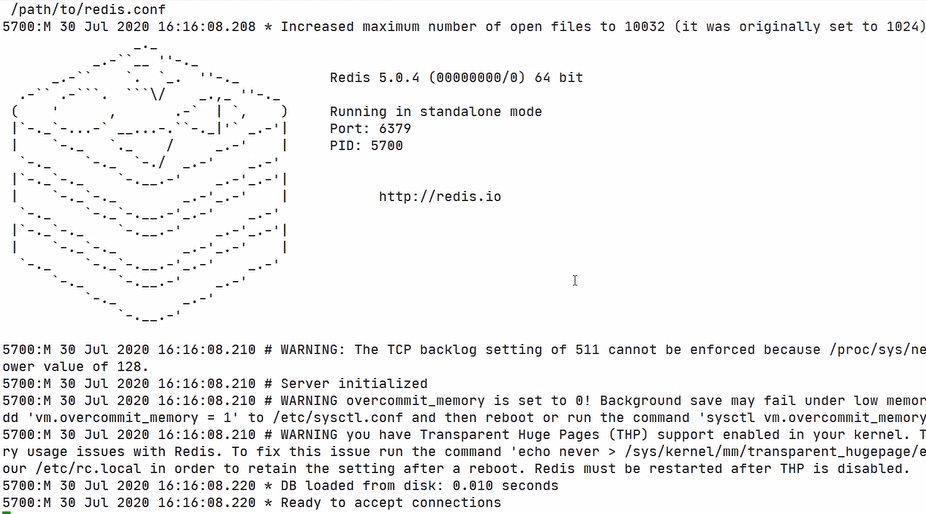 /path/to/redis.conf
5700:M 30 Jul 2020 16:16:08.208 * Increased maximum number of open files to 10032 (it was originally set to 1024)
Redis 5.0.4 (00000000/0) 64 bit
Running in standalone mode
Port: 6379
PID: 5700
http://redis.io
5700:M 30 Jul 2020 16:16:08.210 # WARNING: The TCP backlog setting of 511 cannot be enforced because /proc/sys/ne
ower value of 128.
5700:M 30 Jul 2020 16:16:08.210 # Server initialized
5700:M 30 Jul 2020 16:16:08.210 # WARNING overcommit_memory is set to 0! Background save may fail under low memor
dd 'vm.overcommit_memory = 1' to /etc/sysctl.conf and then reboot or run the command 'sysctl vm.overcommit_memory
5700:M 30 Jul 2020 16:16:08.210 # WARNING you have Transparent Huge Pages (THP) support enabled in your kernel. T
ry usage issues with Redis. To fix this issue run the command 'echo never > /sys/kernel/mm/transparent_hugepage/e
our /etc/rc.local in order to retain the setting after a reboot. Redis must be restarted after THP is disabled.
5700:M 30 Jul 2020 16:16:08.220 * DB loaded from disk: 0.010 seconds
5700:M 30 Jul 2020 16:16:08.220 * Ready to accept connections